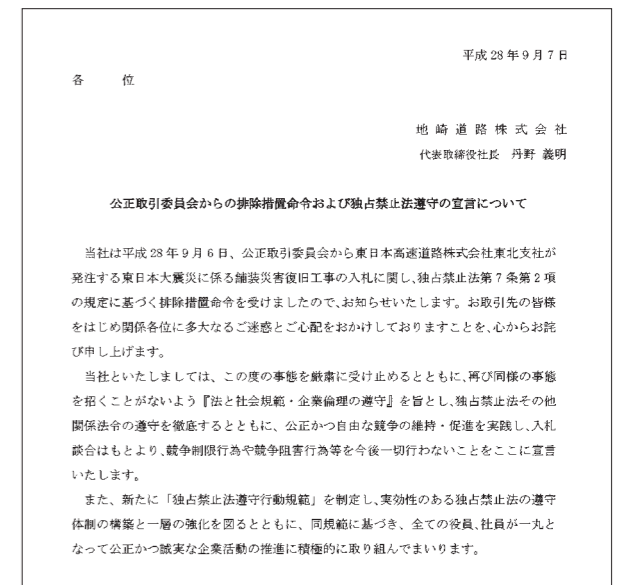 平成 28 年 9 月 7 日
各　　位
地 崎 道 路 株 式 会 社
代表取締役社長　丹野 義明
公正取引委員会からの排除措置命令および独占禁止法遵守の宣言について
当社は平成 28 年 9 月 6 日、公正取引委員会から東日本高速道路株式会社東北支社が
発注する東日本大震災に係る舗装災害復旧工事の入札に関し、独占禁止法第 7 条第 2 項
の規定に基づく排除措置命令を受けましたので、お知らせいたします。お取引先の皆様
をはじめ関係各位に多大なるご迷惑とご心配をおかけしておりますことを、心からお詫
び申し上げます。
当社といたしましては、この度の事態を厳粛に受け止めるとともに、再び同様の事態
を招くことがないよう『法と社会規範・企業倫理の遵守』を旨とし、独占禁止法その他
関係法令の遵守を徹底するとともに、公正かつ自由な競争の維持・促進を実践し、入札
談合はもとより、競争制限行為や競争阻害行為等を今後一切行わないことをここに宣言
いたします。
また、新たに「独占禁止法遵守行動規範」を制定し、実効性のある独占禁止法の遵守
体制の構築と一層の強化を図るとともに、同規範に基づき、全ての役員、社員が一丸と
なって公正かつ誠実な企業活動の推進に積極的に取り組んでまいります。